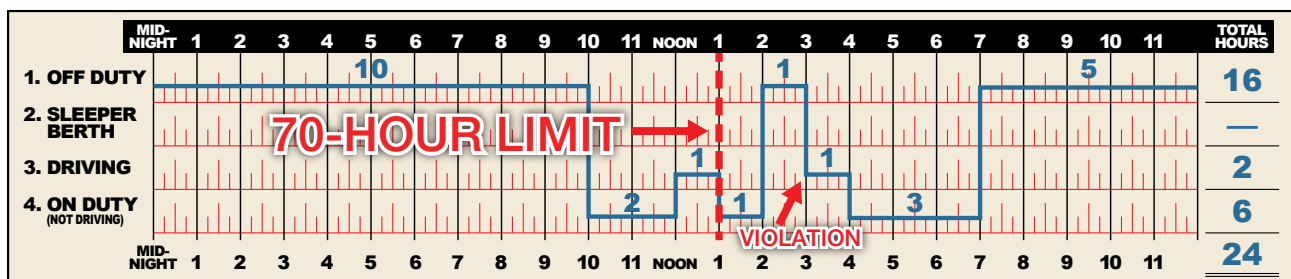 MID-NIGHT 1 2 3 4 5 6 7 8 9 10 11 NOON 1 2 3 4 5 6 7 8 9 10 11 TOTAL HOURS
1. OFF DUTY 10 1 5 16
2. SLEEPER BERTH —
70-HOUR LIMIT
3. DRIVING 1 1 2
4. ON DUTY (NOT DRIVING) 2 1 3 6
VIOLATION
MID-NIGHT 1 2 3 4 5 6 7 8 9 10 11 NOON 1 2 3 4 5 6 7 8 9 10 11 24